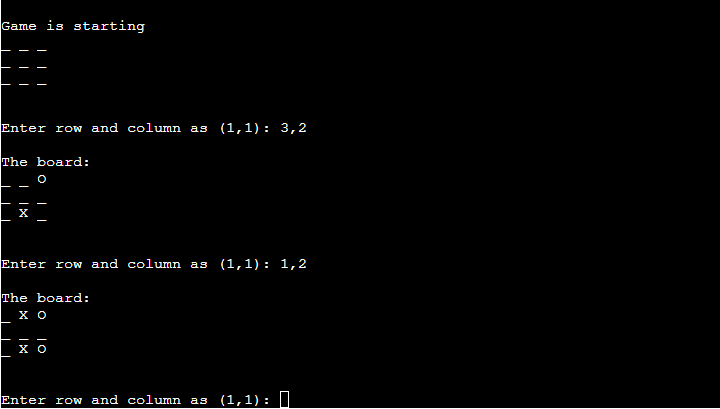 Game is starting
_ _ _
_ _ _
_ _ _
Enter row and column as (1,1): 3,2
The board:
_ _ O
_ _ _
_ X _
Enter row and column as (1,1): 1,2
The board:
_ X O
_ _ _
_ X O
Enter row and column as (1,1):